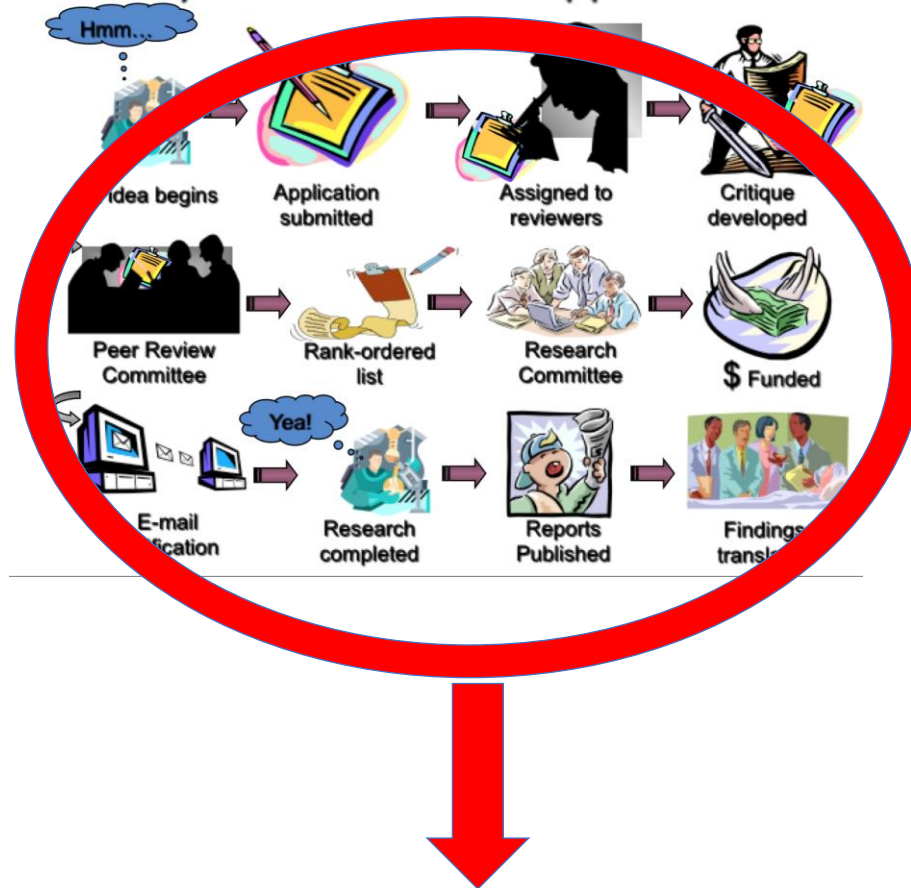 Hmm...
idea begins
Application
submitted
Assigned to
reviewers
Critique
developed
Peer Review
Committee
Rank-ordered
list
Research
Committee
$ Funded
Yea!
E-mail
Research
completed
Reports
Published
Findings